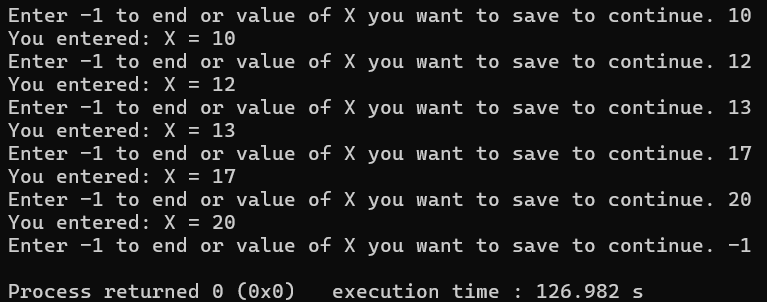 Enter -1 to end or value of X you want to save to continue. 10
You entered: X = 10
Enter -1 to end or value of X you want to save to continue. 12
You entered: X = 12
Enter -1 to end or value of X you want to save to continue. 13
You entered: X = 13
Enter -1 to end or value of X you want to save to continue. 17
You entered: X = 17
Enter -1 to end or value of X you want to save to continue. 20
You entered: X = 20
Enter -1 to end or value of X you want to save to continue. -1
Process returned 0 (0x0)   execution time : 126.982 s